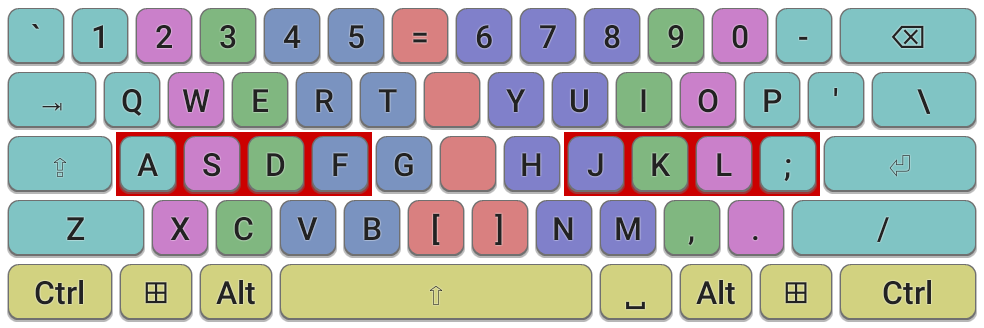 ` 1 2 3 4 5 = 6 7 8 9 0 - ⌫
⇥ Q W E R T Y U I O P ' \
⇪ A S D F G H J K L ; ⏎
Z X C V B [ ] N M , . /
Ctrl ⊞ Alt ⇧ ␣ Alt ⊞ Ctrl